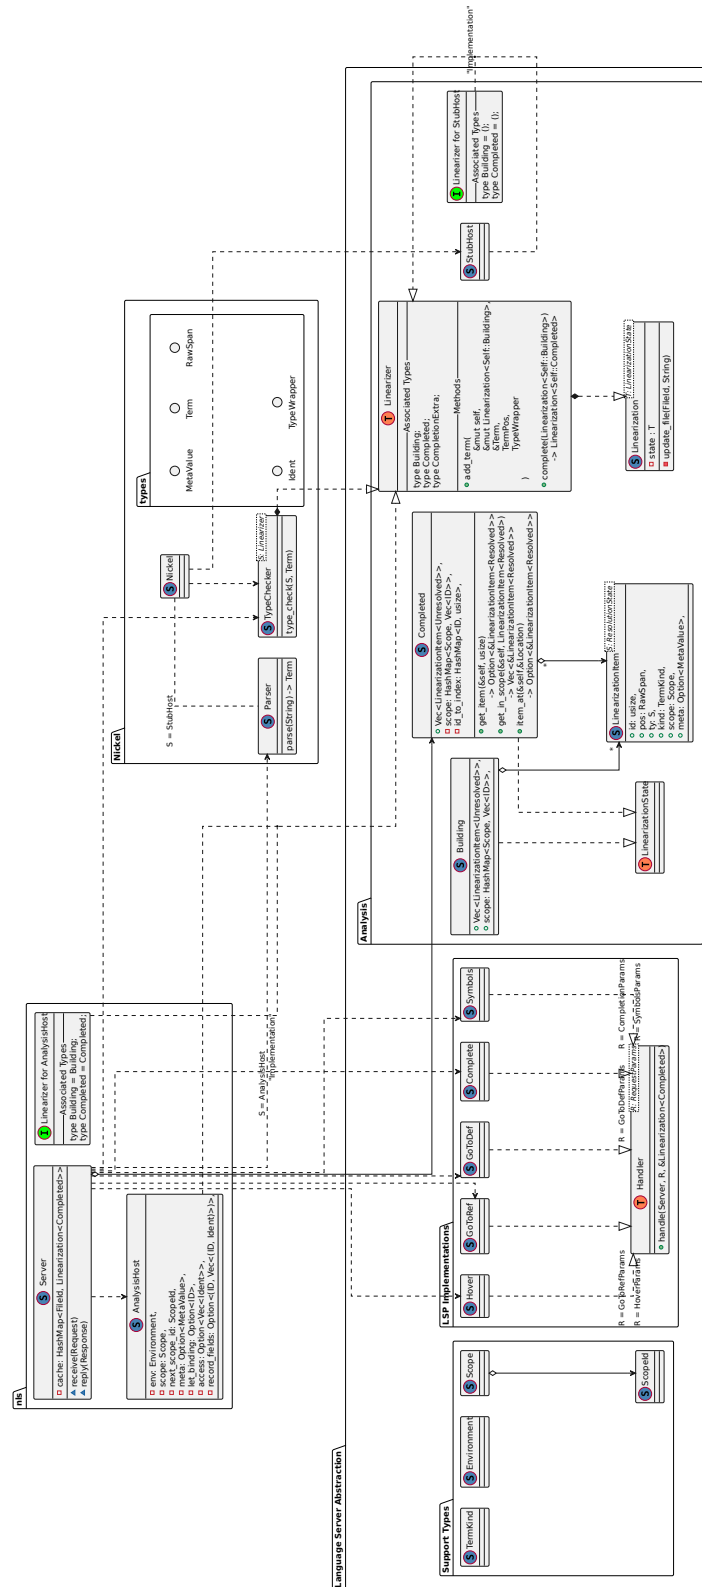 nls
S Server
cache: HashMap<FileId, Linearization<Completed>>
receive(Request)
reply(Response)
I Linearizer for AnalysisHost
Associated Types
type Building = Building;
type Completed = Completed;
S AnalysisHost
env: Environment,
scope: Scope,
next_scope_id: ScopeId,
meta: Option<MetaValue>,
let_binding: Option<ID>,
access: Option<Vec<Ident>>,
record_fields: Option<(ID, Vec<(ID, Ident)>)>
S = AnalysisHost
"Implementation"
Nickel
types
MetaValue
Term
RawSpan
Ident
TypeWrapper
S Nickel
S = StubHost
S Parser
parse(String) -> Term
S TypeChecker
S: Linearizer
type_check(S, Term)
Language Server Abstraction
Analysis
"Implementation"
I Linearizer for StubHost
Associated Types
type Building = ();
type Completed = ();
S StubHost
T Linearizer
Associated Types
type Building;
type Completed;
type CompletionExtra;
Methods
add_term(
&mut self,
&mut Linearization<Self::Building>,
&Term,
TermPos,
TypeWrapper
)
complete(Linearization<Self::Building>)
-> Linearization<Self::Completed>
S Linearization
S: LinearizationState
state : T
update_file(FileId, String)
S Completed
Vec<LinearizationItem<Unresolved>>,
scope: HashMap<Scope, Vec<ID>>,
id_to_index: HashMap<ID, usize>,
get_item(&self, usize)
-> Option<&LinearizationItem<Resolved>>
get_in_scope(&self, LinearizationItem<Resolved>)
-> Vec<&LinearizationItem<Resolved>>
item_at(&self,&Location)
-> Option<&LinearizationItem<Resolved>>
*
S Building
Vec<LinearizationItem<Unresolved>>,
scope: HashMap<Scope, Vec<ID>>,
*
S LinearizationItem
S: ResolutionState
id: usize,
pos: RawSpan,
ty: S,
kind: TermKind,
scope: Scope,
meta: Option<MetaValue>,
T LinearizationState
LSP Implementations
S Hover
S GoToRef
S GoToDef
S Complete
S Symbols
R = GoToRefParams
R = HoverParams
R = GoToDefParams
R = CompletionParams
R = SymbolsParams
T Handler
R: RequestParams
handle(Server, R, &Linearization<Completed>)
Support Types
S TermKind
S Environment
S Scope
S ScopeId